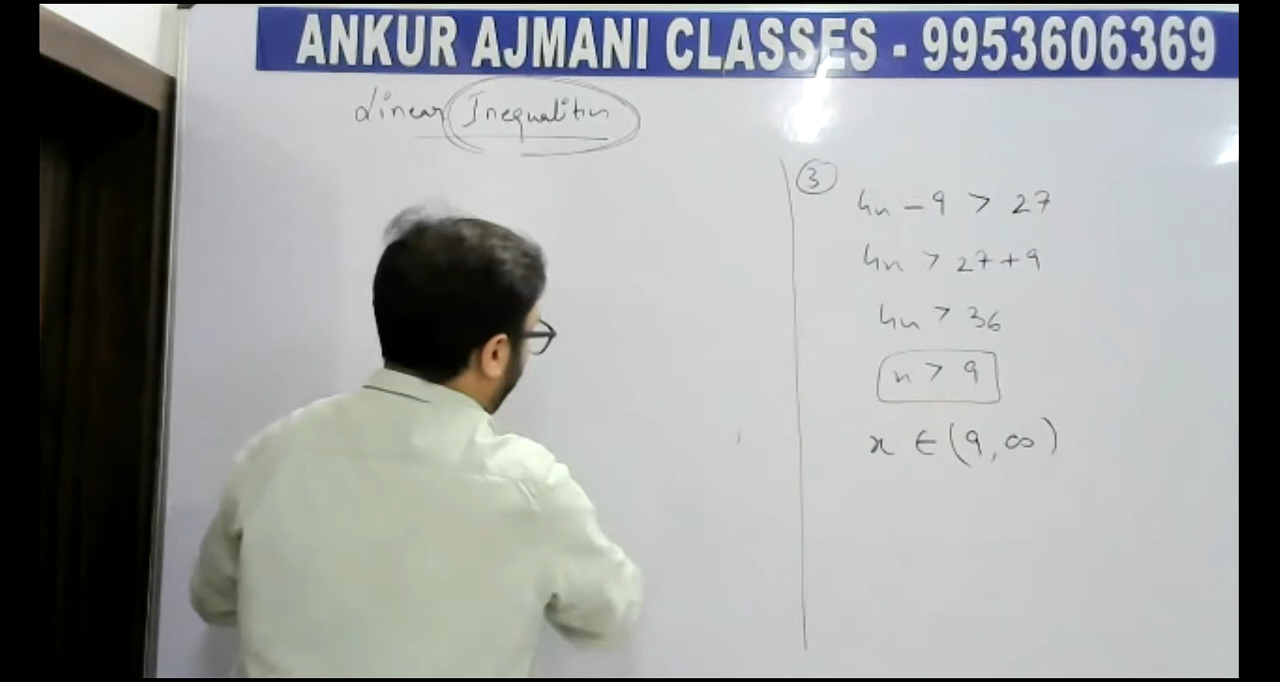 ANKUR AJMANI CLASSES - 9953606369
Linear Inequalities
3
4x - 9 > 27
4x > 27 + 9
4x > 36
x > 9
x ∈ (9, ∞)